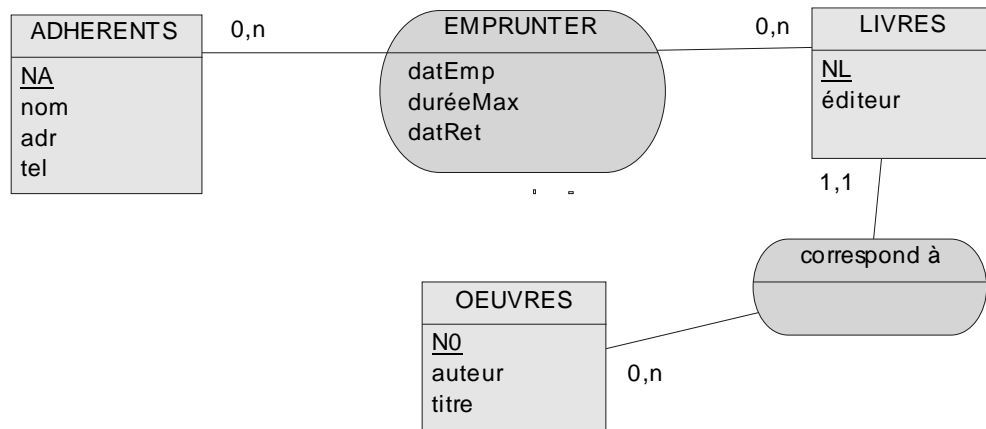 ADHERENTS
NA
nom
adr
tel
0,n
EMPRUNTER
datEmp
duréeMax
datRet
0,n
LIVRES
NL
éditeur
1,1
correspond à
OEUVRES
N0
auteur
titre
0,n